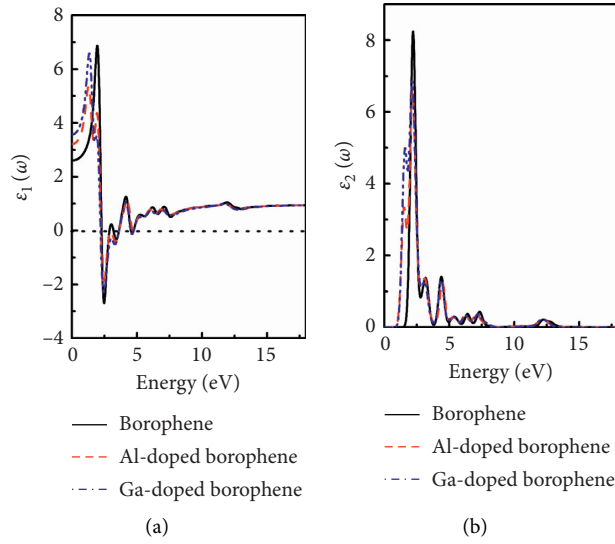 8
6
4
2
0
−2
−4
ε₁ (ω)
0 5 10 15
Energy (eV)
Borophene
Al-doped borophene
Ga-doped borophene
(a)
8
6
4
2
0
ε₂ (ω)
0 5 10 15
Energy (eV)
Borophene
Al-doped borophene
Ga-doped borophene
(b)